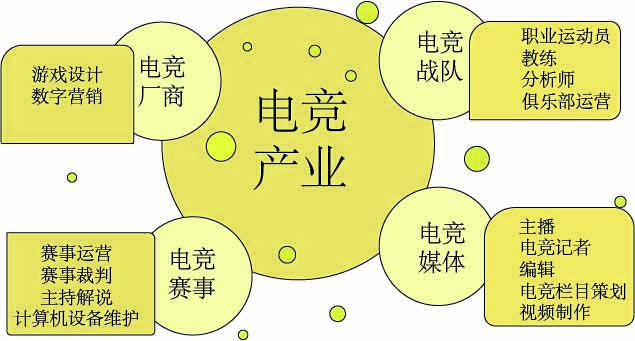 电竞
产业
电竞
厂商
游戏设计
数字营销
电竞
战队
职业运动员
教练
分析师
俱乐部运营
电竞
赛事
赛事运营
赛事裁判
主持解说
计算机设备维护
电竞
媒体
主播
电竞记者
编辑
电竞栏目策划
视频制作